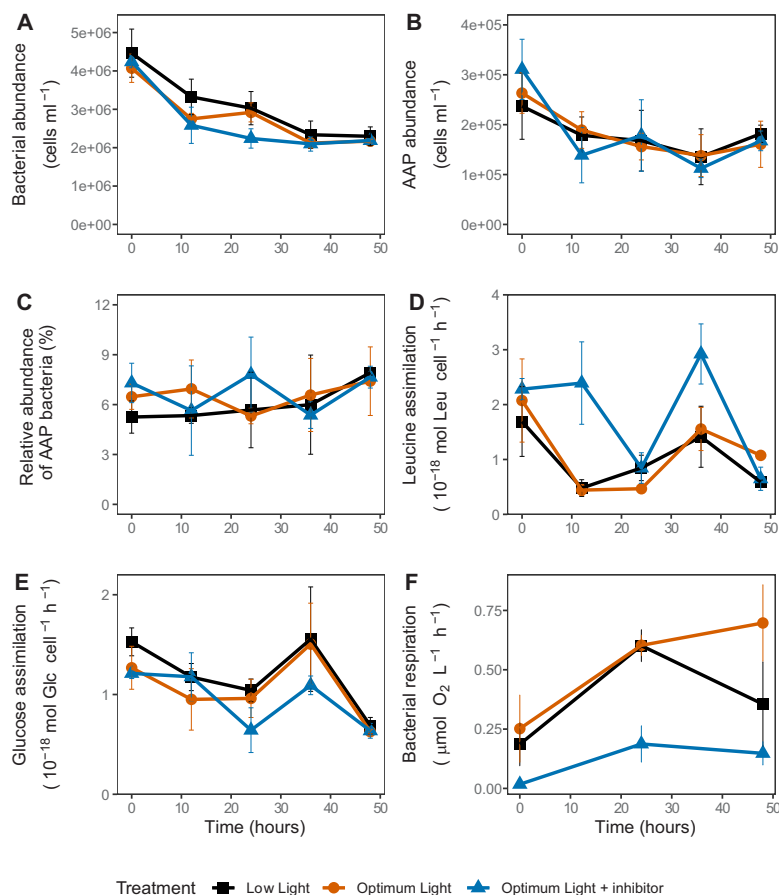 A
Bacterial abundance
(cells ml⁻¹)
5e+06
4e+06
3e+06
2e+06
1e+06
0e+00
0 10 20 30 40 50
B
AAP abundance
(cells ml⁻¹)
4e+05
3e+05
2e+05
1e+05
0e+00
0 10 20 30 40 50
C
Relative abundance
of AAP bacteria (%)
12
9
6
3
0
0 10 20 30 40 50
D
Leucine assimilation
( 10⁻¹⁸ mol Leu cell⁻¹ h⁻¹ )
4
3
2
1
0
0 10 20 30 40 50
E
Glucose assimilation
( 10⁻¹⁸ mol Glc cell⁻¹ h⁻¹ )
2
1
0
0 10 20 30 40 50
Time (hours)
F
Bacterial respiration
( μmol O₂ L⁻¹ h⁻¹ )
0.75
0.50
0.25
0.00
0 10 20 30 40 50
Time (hours)
Treatment Low Light Optimum Light Optimum Light + inhibitor